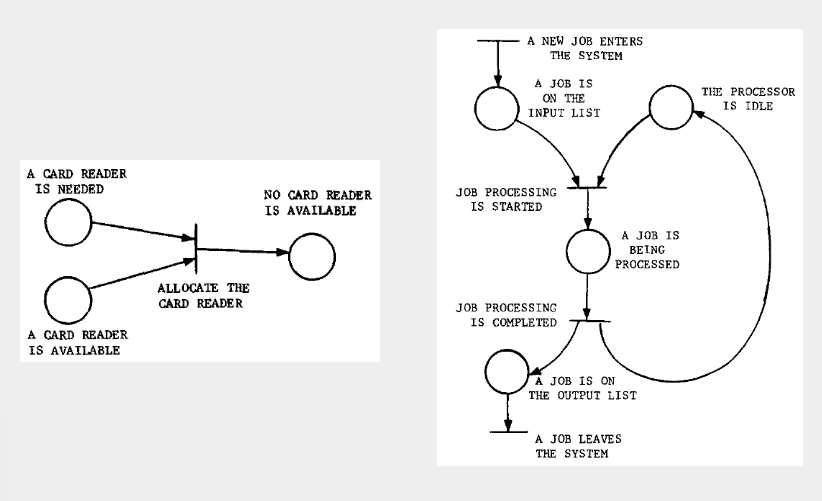 A CARD READER
IS NEEDED
NO CARD READER
IS AVAILABLE
ALLOCATE THE
CARD READER
A CARD READER
IS AVAILABLE
A NEW JOB ENTERS
THE SYSTEM
A JOB IS
ON THE
INPUT LIST
THE PROCESSOR
IS IDLE
JOB PROCESSING
IS STARTED
A JOB IS
BEING
PROCESSED
JOB PROCESSING
IS COMPLETED
A JOB IS ON
THE OUTPUT LIST
A JOB LEAVES
THE SYSTEM